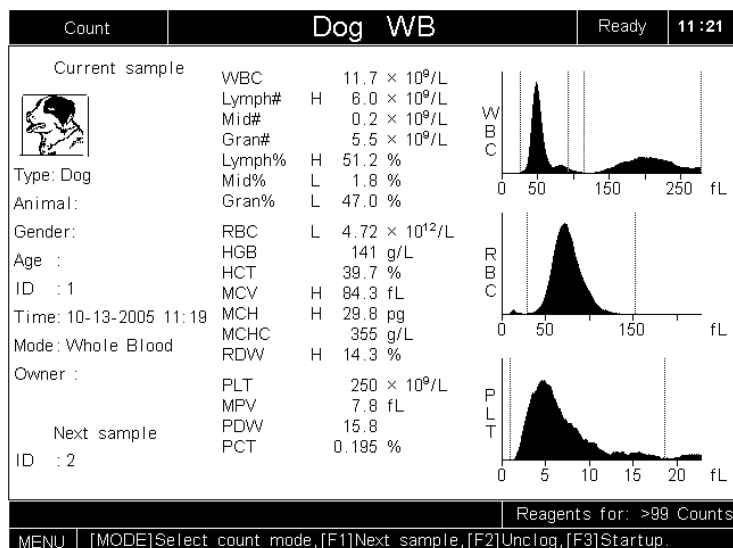 Count Dog WB Ready 11:21
Current sample
Type: Dog
Animal:
Gender:
Age :
ID : 1
Time: 10-13-2005 11:19
Mode: Whole Blood
Owner :
Next sample
ID : 2
WBC 11.7 × 10⁹/L
Lymph# H 6.0 × 10⁹/L
Mid# 0.2 × 10⁹/L
Gran# 5.5 × 10⁹/L
Lymph% H 51.2 %
Mid% L 1.8 %
Gran% L 47.0 %
RBC L 4.72 × 10¹²/L
HGB 141 g/L
HCT 39.7 %
MCV H 84.3 fL
MCH H 29.8 pg
MCHC 355 g/L
RDW H 14.3 %
PLT 250 × 10⁹/L
MPV 7.8 fL
PDW 15.8
PCT 0.195 %
WBC
0 50 150 250 fL
RBC
0 50 150 fL
PLT
0 5 10 15 20 fL
Reagents for: >99 Counts
MENU [MODE]Select count mode,[F1]Next sample,[F2]Unclog,[F3]Startup.